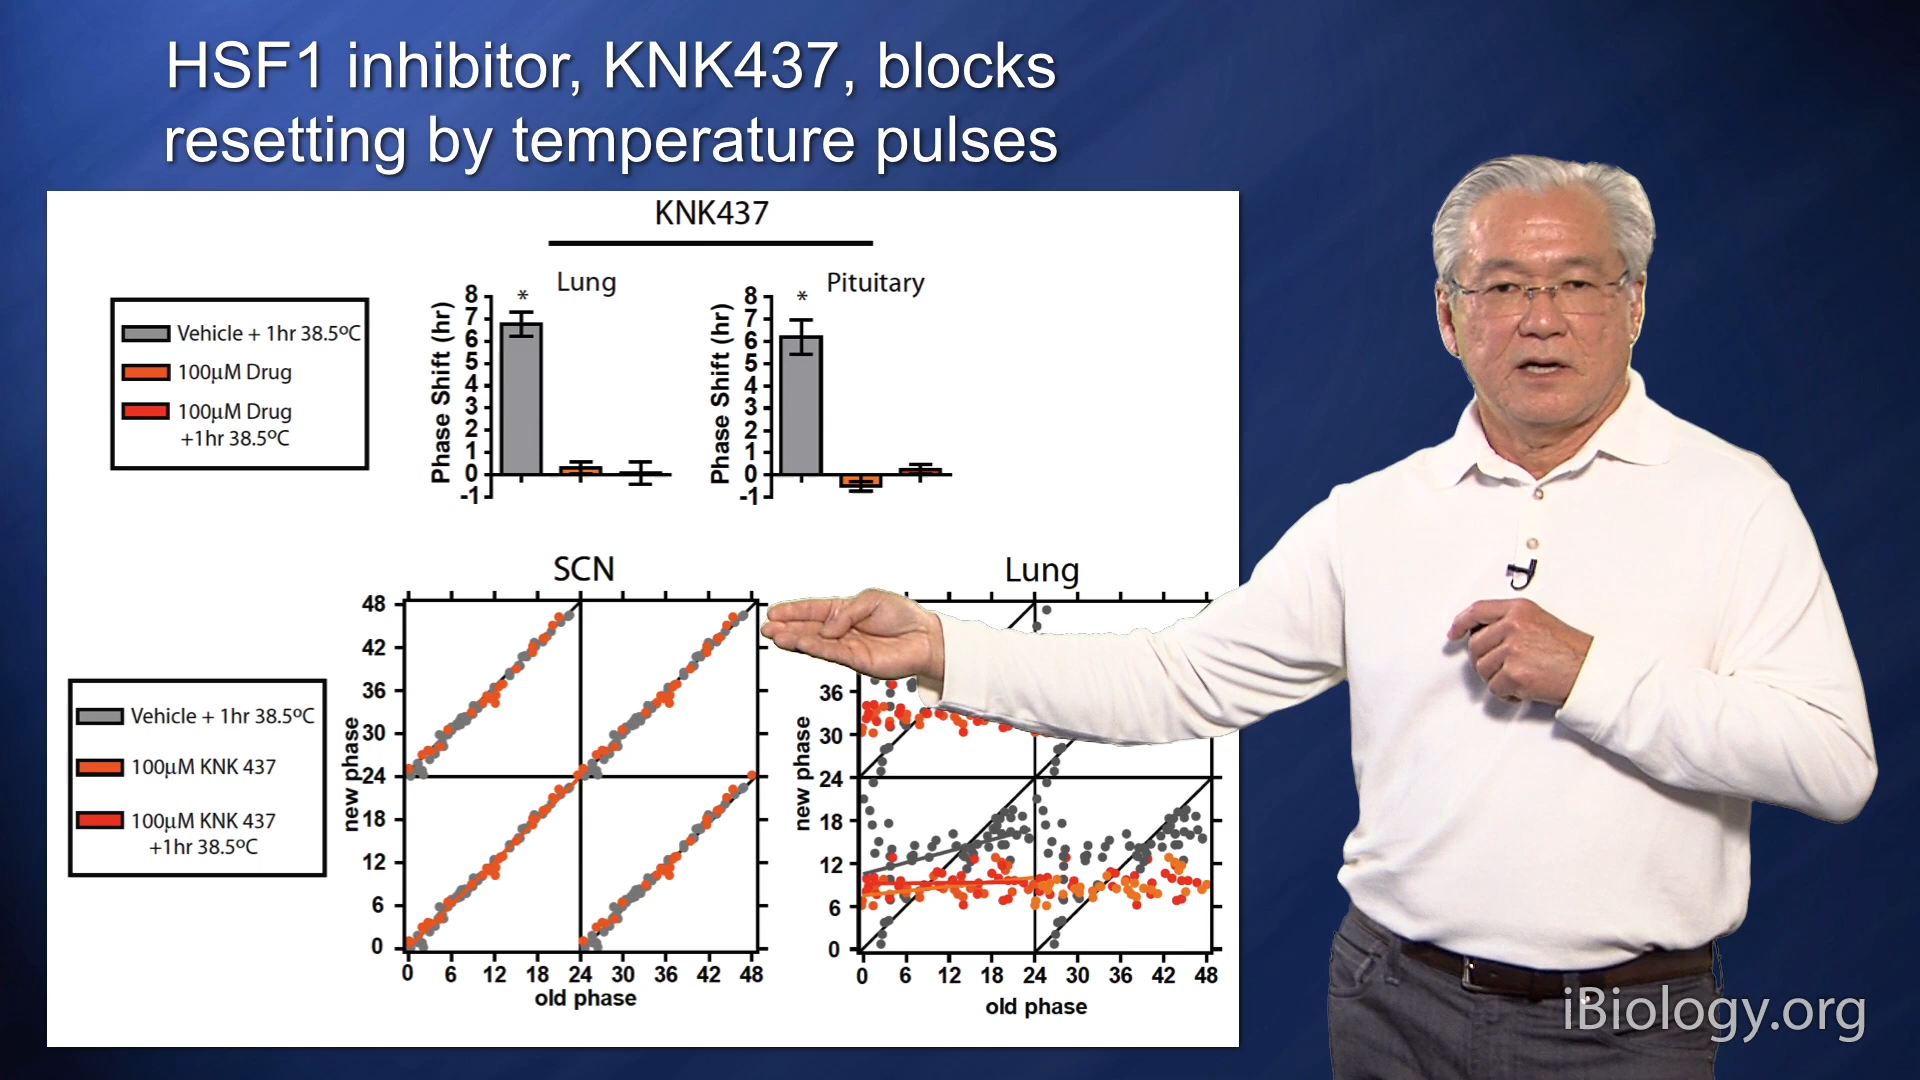 HSF1 inhibitor, KNK437, blocks
resetting by temperature pulses
KNK437
Vehicle + 1hr 38.5ºC
100µM Drug
100µM Drug
+1hr 38.5ºC
Lung
Phase Shift (hr)
8
7
6
5
4
3
2
1
0
-1
*
Pituitary
Phase Shift (hr)
8
7
6
5
4
3
2
1
0
-1
*
Vehicle + 1hr 38.5ºC
100µM KNK 437
100µM KNK 437
+1hr 38.5ºC
SCN
new phase
48
42
36
30
24
18
12
6
0
0 6 12 18 24 30 36 42 48
old phase
Lung
new phase
36
30
24
18
12
6
0
0 6 12 18 24 30 36 42 48
old phase
iBiology.org